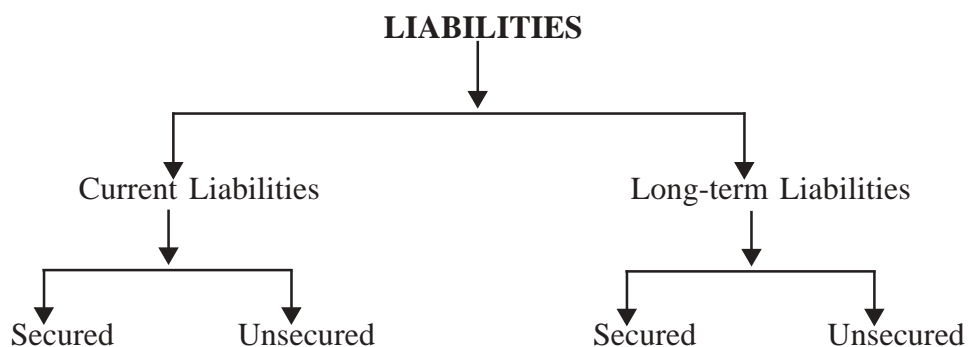 LIABILITIES
Current Liabilities Long-term Liabilities
Secured Unsecured Secured Unsecured